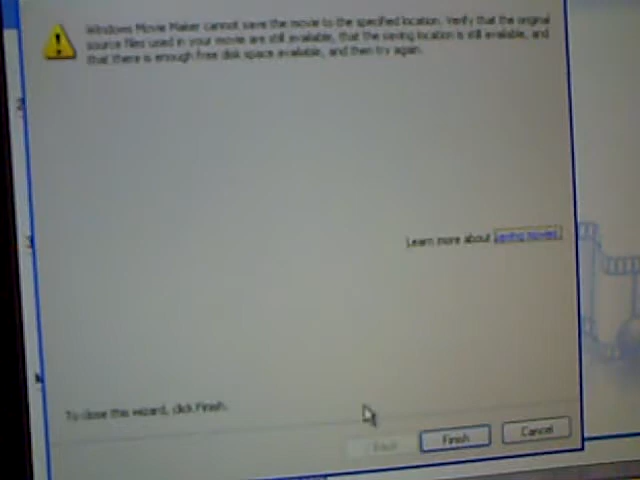 Windows Movie Maker cannot save the movie to the specified location. Verify that the original
source files used in your movie are still available, that the saving location is still available, and
that there is enough free disk space available, and then try again.
Learn more about saving movies.
To close this wizard, click Finish.
Back Finish Cancel